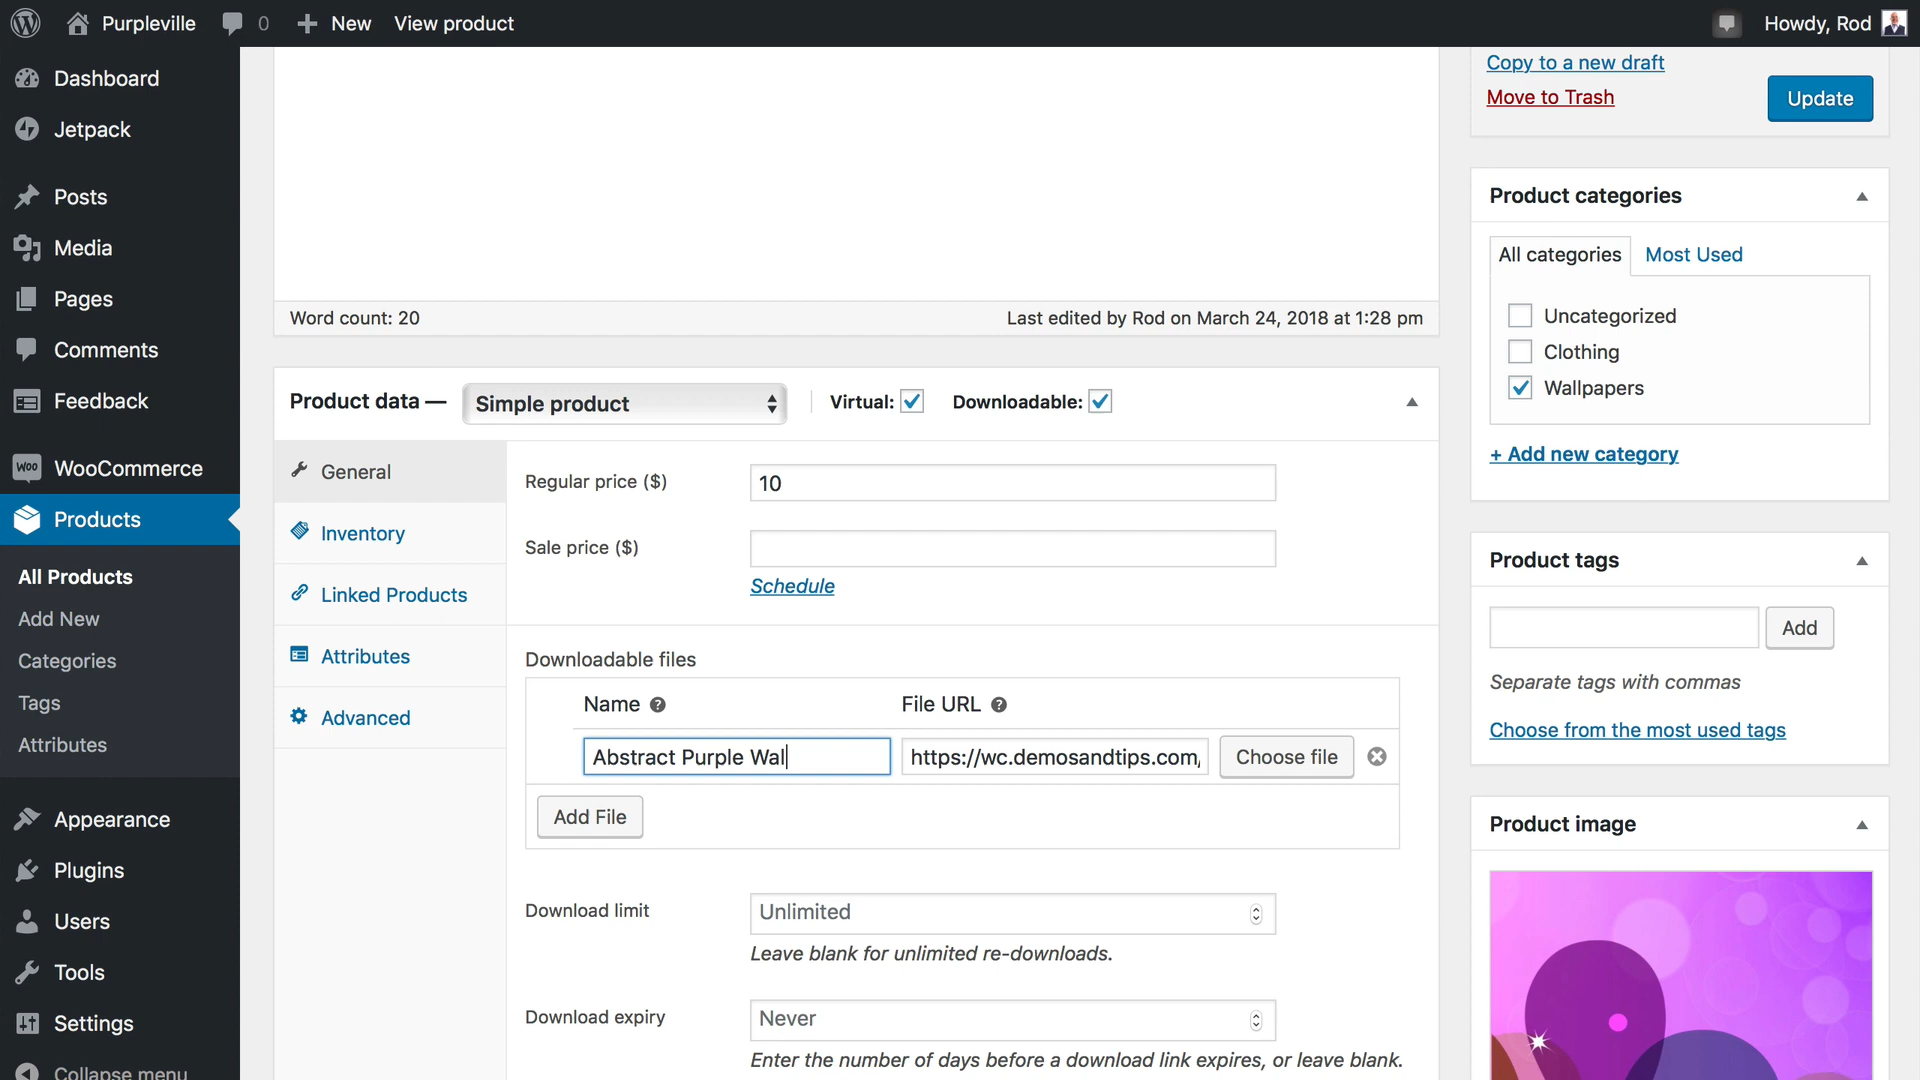 Purpleville 0 New View product Howdy, Rod
Dashboard
Jetpack
Posts
Media
Pages
Comments
Feedback
WooCommerce
Products
All Products
Add New
Categories
Tags
Attributes
Appearance
Plugins
Users
Tools
Settings
Collapse menu
Word count: 20 Last edited by Rod on March 24, 2018 at 1:28 pm
Product data — Simple product Virtual: Downloadable:
General
Inventory
Linked Products
Attributes
Advanced
Regular price ($) 10
Sale price ($)
Schedule
Downloadable files
Name ? File URL ?
Abstract Purple Wal https://wc.demosandtips.com/ Choose file
Add File
Download limit Unlimited
Leave blank for unlimited re-downloads.
Download expiry Never
Enter the number of days before a download link expires, or leave blank.
Copy to a new draft
Move to Trash
Update
Product categories
All categories Most Used
Uncategorized
Clothing
Wallpapers
+ Add new category
Product tags
Add
Separate tags with commas
Choose from the most used tags
Product image